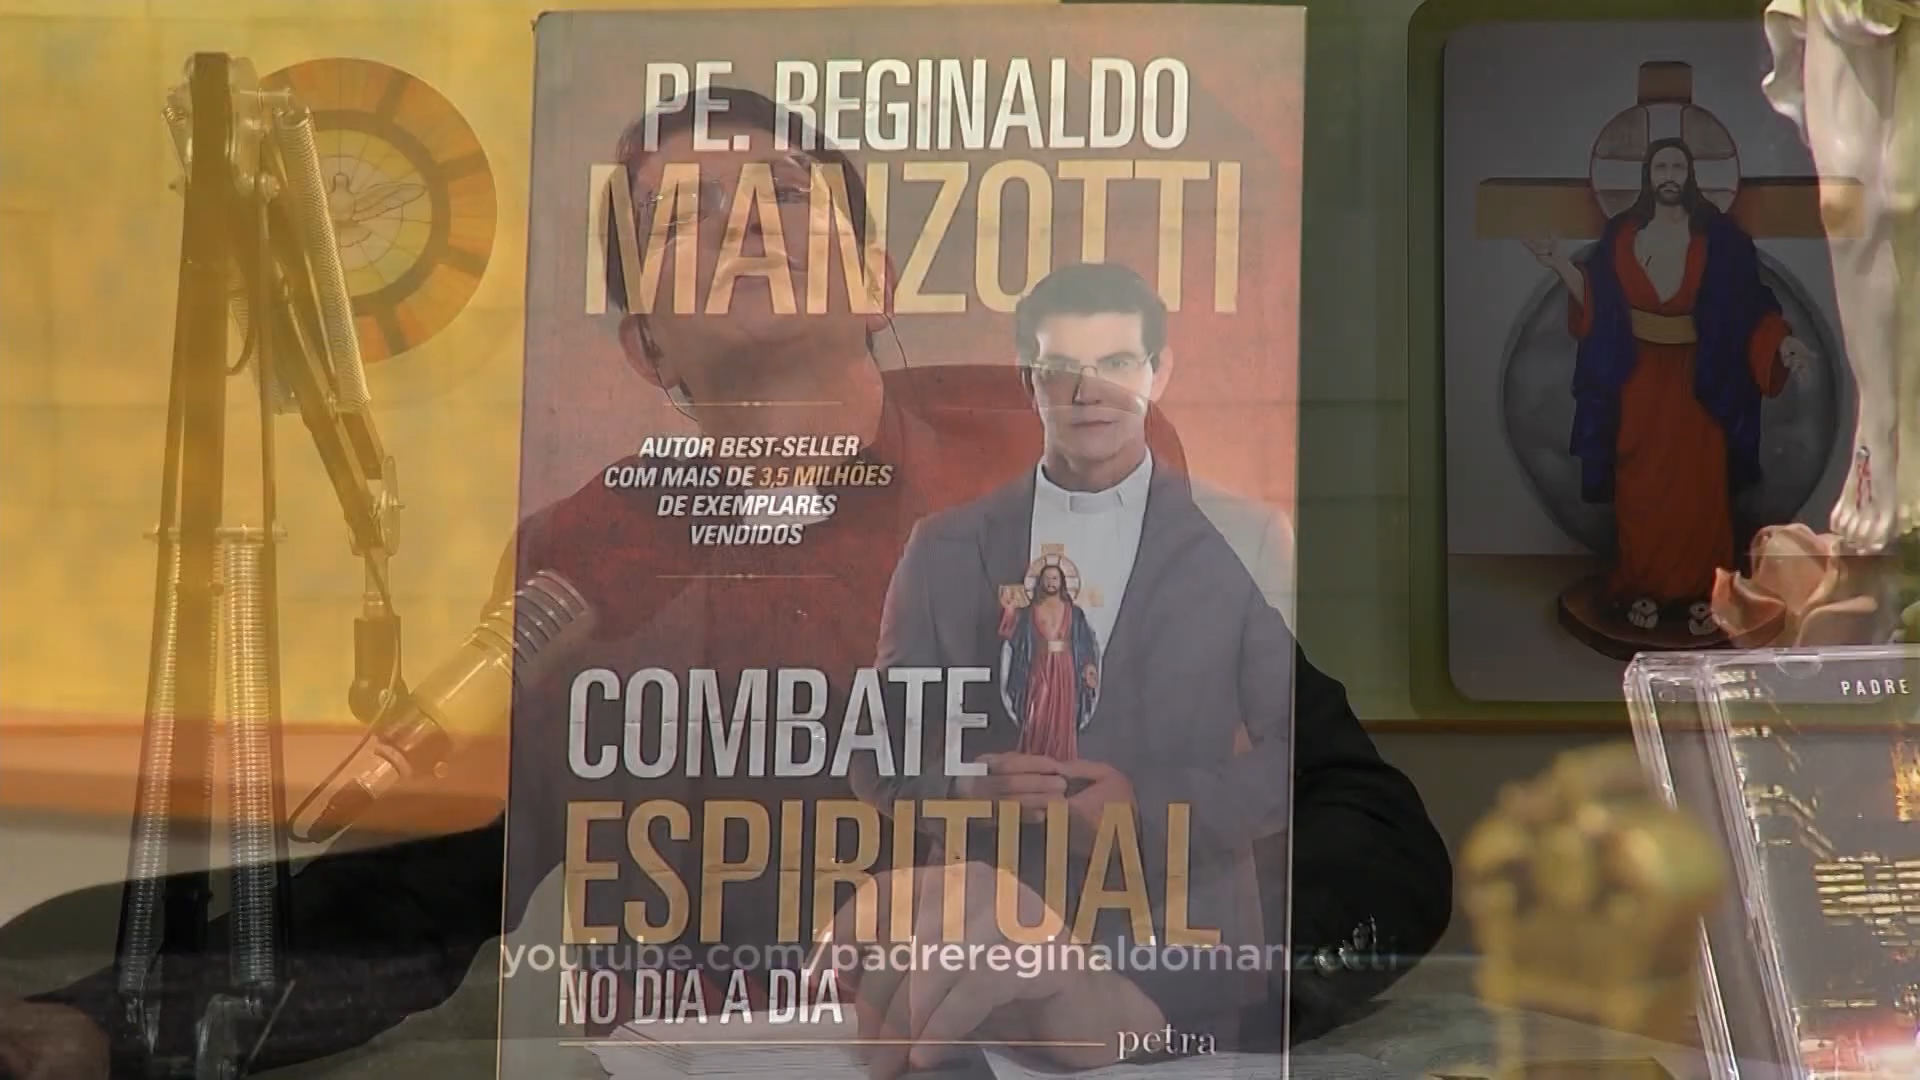 PE. REGINALDO
MANZOTTI
AUTOR BEST-SELLER
COM MAIS DE 3,5 MILHÕES
DE EXEMPLARES
VENDIDOS
COMBATE
ESPIRITUAL
youtube.com/padrereginaldomanzotti
NO DIA A DIA
petra
PADRE